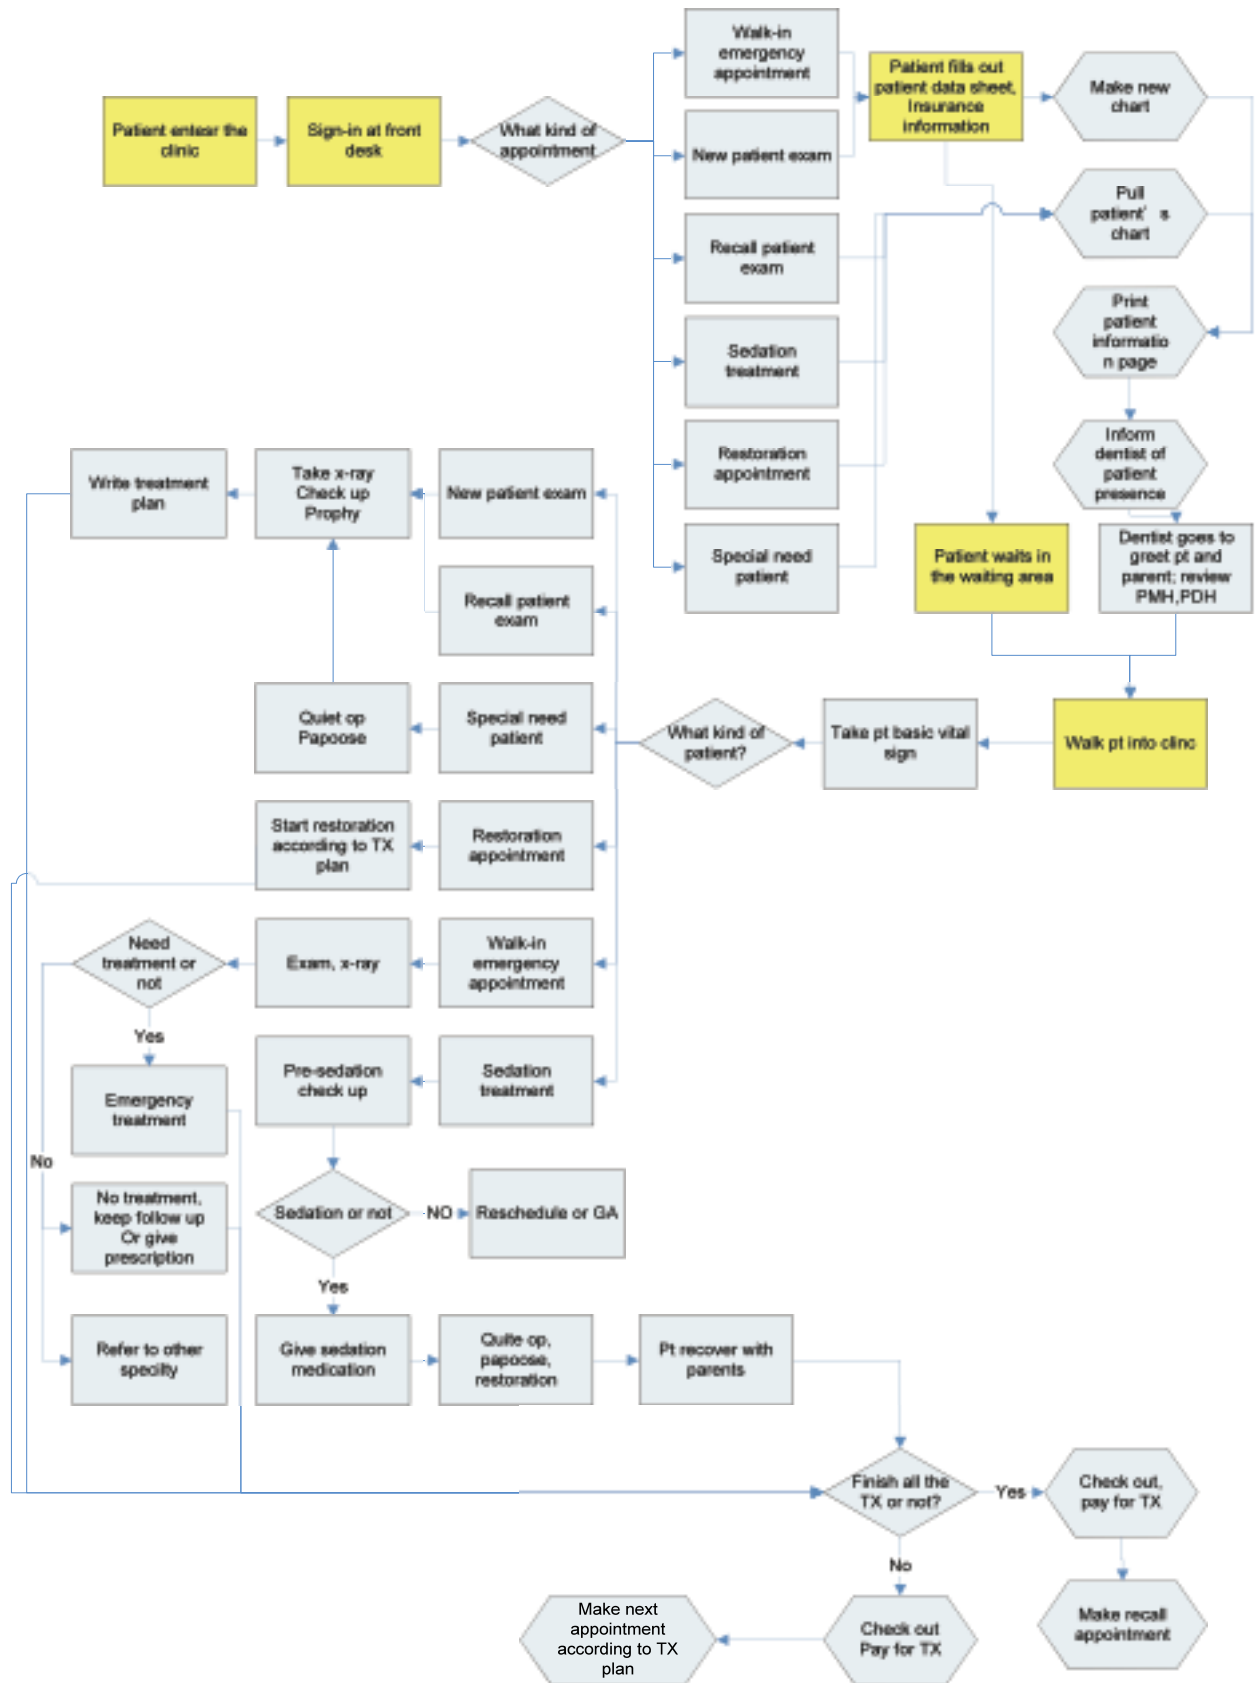 Walk-in
emergency
appointment
Patient fills out
patient data sheet,
Insurance
information
Make new
chart
Patient entesr the
clinic
Sign-in at front
desk
What kind of
appointment
New patient exam
Pull
patient' s
chart
Recall patient
exam
Print
patient
informatio
n page
Sedation
treatment
Inform
dentist of
patient
presence
Restoration
appointment
Write treatment
plan
Take x-ray
Check up
Prophy
New patient exam
Special need
patient
Patient waits in
the waiting area
Dentist goes to
greet pt and
parent; review
PMH,PDH
Recall patient
exam
Quiet op
Papoose
Special need
patient
What kind of
patient?
Take pt basic vital
sign
Walk pt into clinc
Start restoration
according to TX
plan
Restoration
appointment
Need
treatment or
not
Exam, x-ray
Walk-in
emergency
appointment
Yes
Pre-sedation
check up
Sedation
treatment
Emergency
treatment
No
No treatment,
keep follow up
Or give
prescription
Sedation or not
NO
Reschedule or GA
Yes
Refer to other
specilty
Give sedation
medication
Quite op,
papoose,
restoration
Pt recover with
parents
Finish all the
TX or not?
Yes
Check out,
pay for TX
No
Make next
appointment
according to TX
plan
Check out
Pay for TX
Make recall
appointment